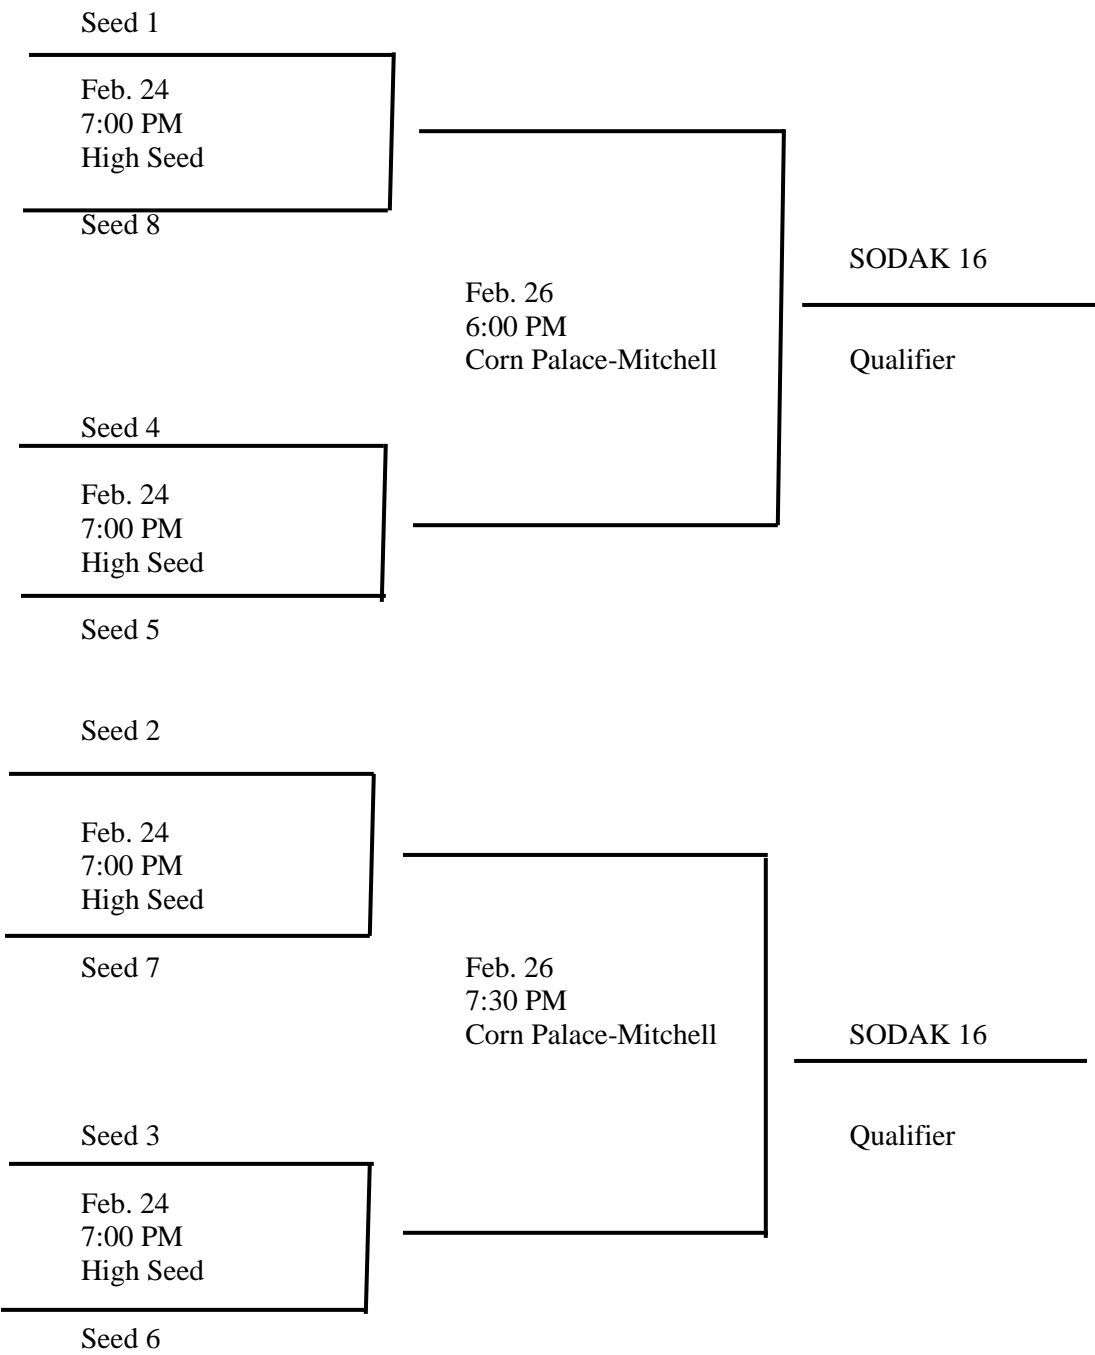 Seed 1
Feb. 24
7:00 PM
High Seed
Seed 8
SODAK 16
Feb. 26
6:00 PM
Corn Palace-Mitchell
Qualifier
Seed 4
Feb. 24
7:00 PM
High Seed
Seed 5
Seed 2
Feb. 24
7:00 PM
High Seed
Seed 7
Feb. 26
7:30 PM
Corn Palace-Mitchell
SODAK 16
Seed 3
Qualifier
Feb. 24
7:00 PM
High Seed
Seed 6